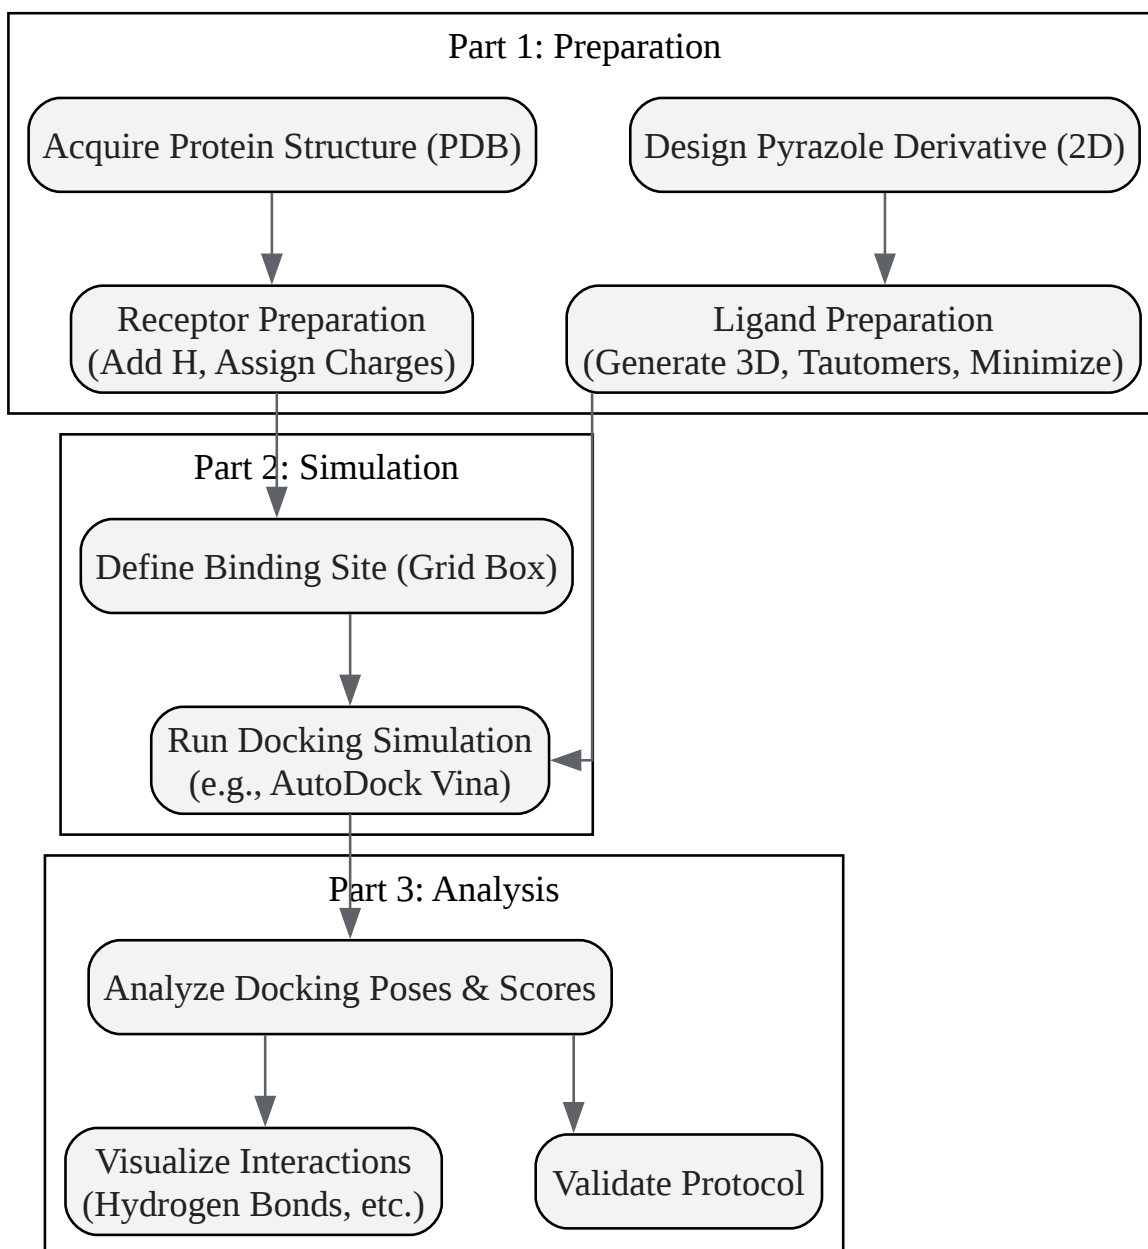 Part 1: Preparation
Acquire Protein Structure (PDB)
Design Pyrazole Derivative (2D)
Receptor Preparation
(Add H, Assign Charges)
Ligand Preparation
(Generate 3D, Tautomers, Minimize)
Part 2: Simulation
Define Binding Site (Grid Box)
Run Docking Simulation
(e.g., AutoDock Vina)
Part 3: Analysis
Analyze Docking Poses & Scores
Visualize Interactions
(Hydrogen Bonds, etc.)
Validate Protocol